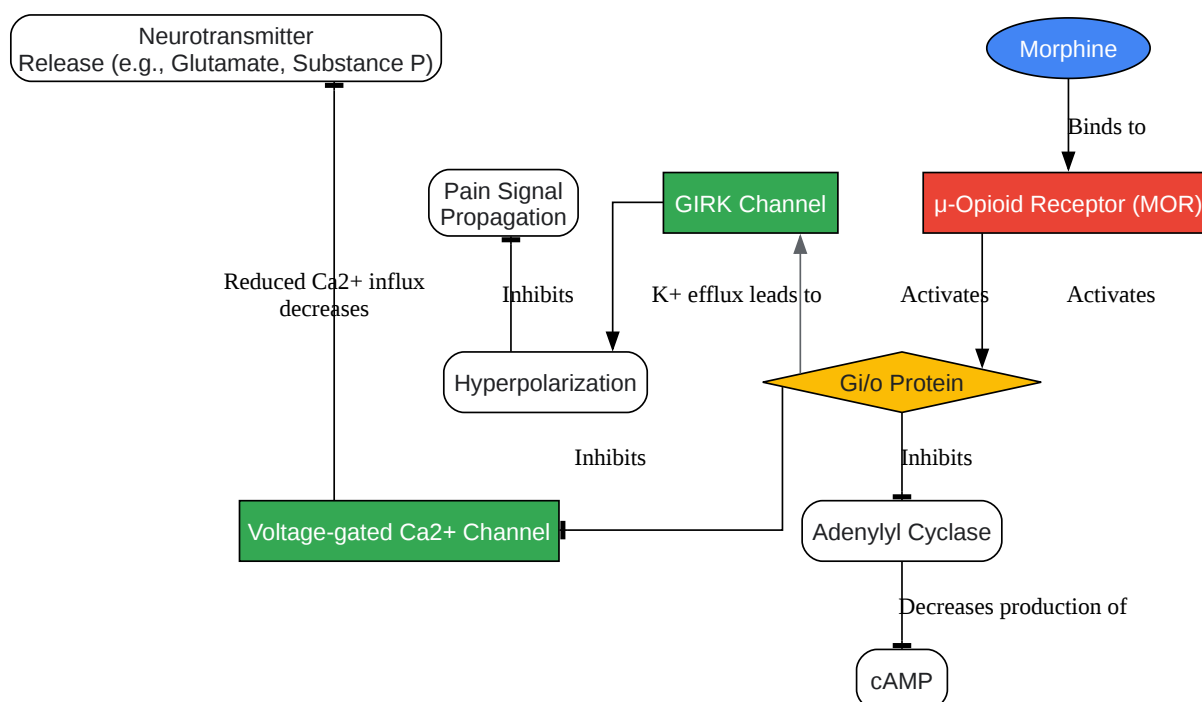 Neurotransmitter
Release (e.g., Glutamate, Substance P)
Morphine
Binds to
Pain Signal
Propagation
GIRK Channel
μ-Opioid Receptor (MOR)
Reduced Ca2+ influx
decreases
Inhibits
K+ efflux leads to
Activates
Activates
Hyperpolarization
Gi/o Protein
Inhibits
Inhibits
Voltage-gated Ca2+ Channel
Adenylyl Cyclase
Decreases production of
cAMP